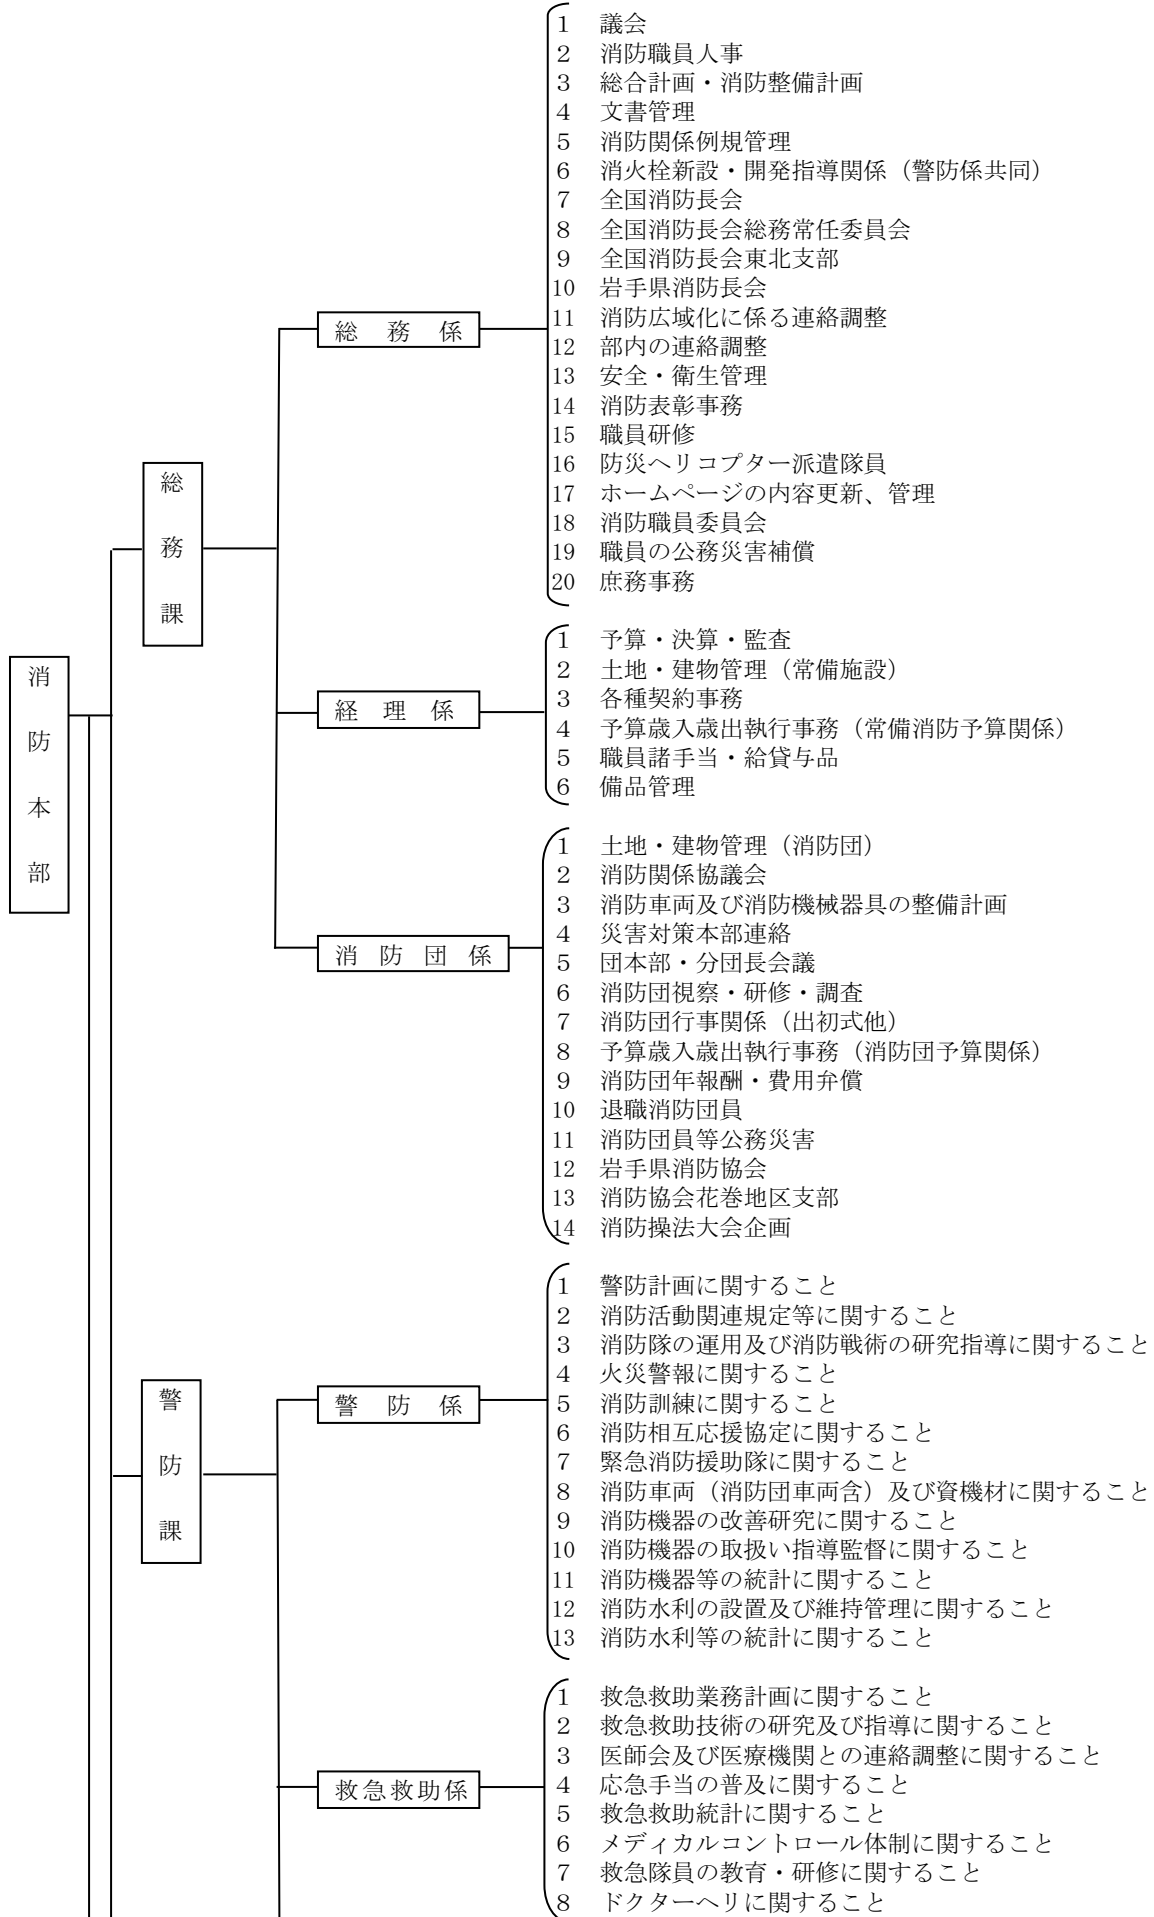 消防本部
総務課
総務係
1 議会
2 消防職員人事
3 総合計画・消防整備計画
4 文書管理
5 消防関係例規管理
6 消火栓新設・開発指導関係（警防係共同）
7 全国消防長会
8 全国消防長会総務常任委員会
9 全国消防長会東北支部
10 岩手県消防長会
11 消防広域化に係る連絡調整
12 部内の連絡調整
13 安全・衛生管理
14 消防表彰事務
15 職員研修
16 防災ヘリコプター派遣隊員
17 ホームページの内容更新、管理
18 消防職員委員会
19 職員の公務災害補償
20 庶務事務
経理係
1 予算・決算・監査
2 土地・建物管理（常備施設）
3 各種契約事務
4 予算歳入歳出執行事務（常備消防予算関係）
5 職員諸手当・給貸与品
6 備品管理
消防団係
1 土地・建物管理（消防団）
2 消防関係協議会
3 消防車両及び消防機械器具の整備計画
4 災害対策本部連絡
5 団本部・分団長会議
6 消防団視察・研修・調査
7 消防団行事関係（出初式他）
8 予算歳入歳出執行事務（消防団予算関係）
9 消防団年報酬・費用弁償
10 退職消防団員
11 消防団員等公務災害
12 岩手県消防協会
13 消防協会花巻地区支部
14 消防操法大会企画
警防課
警防係
1 警防計画に関すること
2 消防活動関連規定等に関すること
3 消防隊の運用及び消防戦術の研究指導に関すること
4 火災警報に関すること
5 消防訓練に関すること
6 消防相互応援協定に関すること
7 緊急消防援助隊に関すること
8 消防車両（消防団車両含）及び資機材に関すること
9 消防機器の改善研究に関すること
10 消防機器の取扱い指導監督に関すること
11 消防機器等の統計に関すること
12 消防水利の設置及び維持管理に関すること
13 消防水利等の統計に関すること
救急救助係
1 救急救助業務計画に関すること
2 救急救助技術の研究及び指導に関すること
3 医師会及び医療機関との連絡調整に関すること
4 応急手当の普及に関すること
5 救急救助統計に関すること
6 メディカルコントロール体制に関すること
7 救急隊員の教育・研修に関すること
8 ドクターヘリに関すること